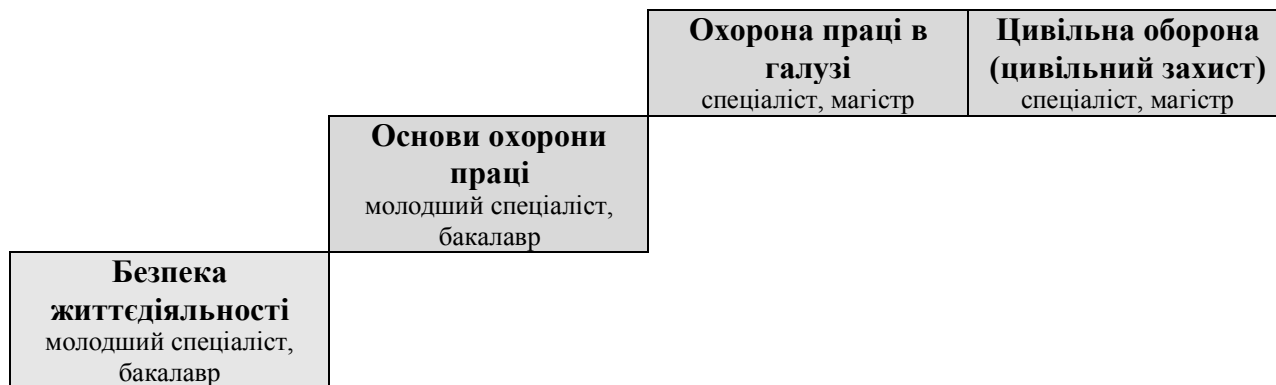 Охорона праці в
галузі
спеціаліст, магістр
Цивільна оборона
(цивільний захист)
спеціаліст, магістр
Основи охорони
праці
молодший спеціаліст,
бакалавр
Безпека
життєдіяльності
молодший спеціаліст,
бакалавр